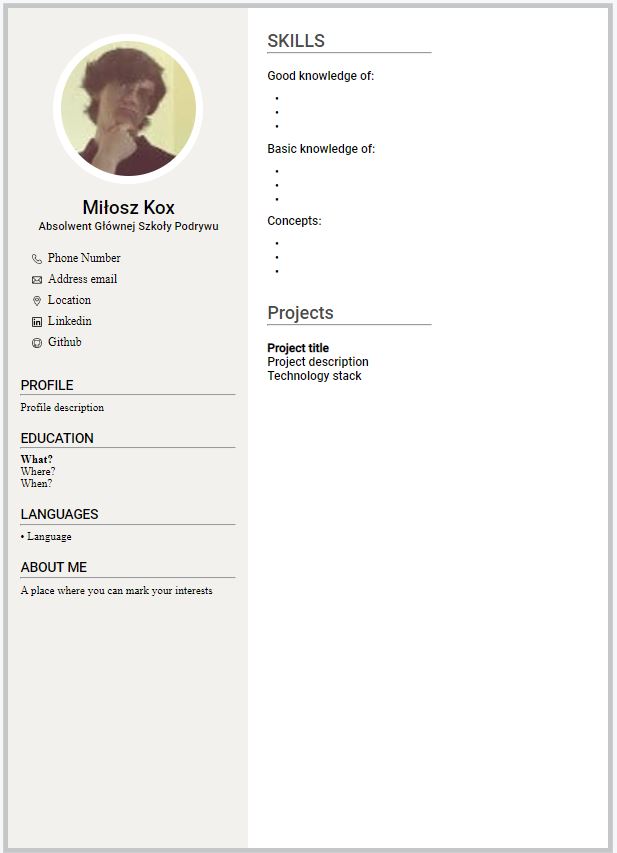 Miłosz Kox
Absolwent Głównej Szkoły Podrywu
Phone Number
Address email
Location
Linkedin
Github
PROFILE
Profile description
EDUCATION
What?
Where?
When?
LANGUAGES
• Language
ABOUT ME
A place where you can mark your interests
SKILLS
Good knowledge of:
•
•
•
Basic knowledge of:
•
•
•
Concepts:
•
•
•
Projects
Project title
Project description
Technology stack